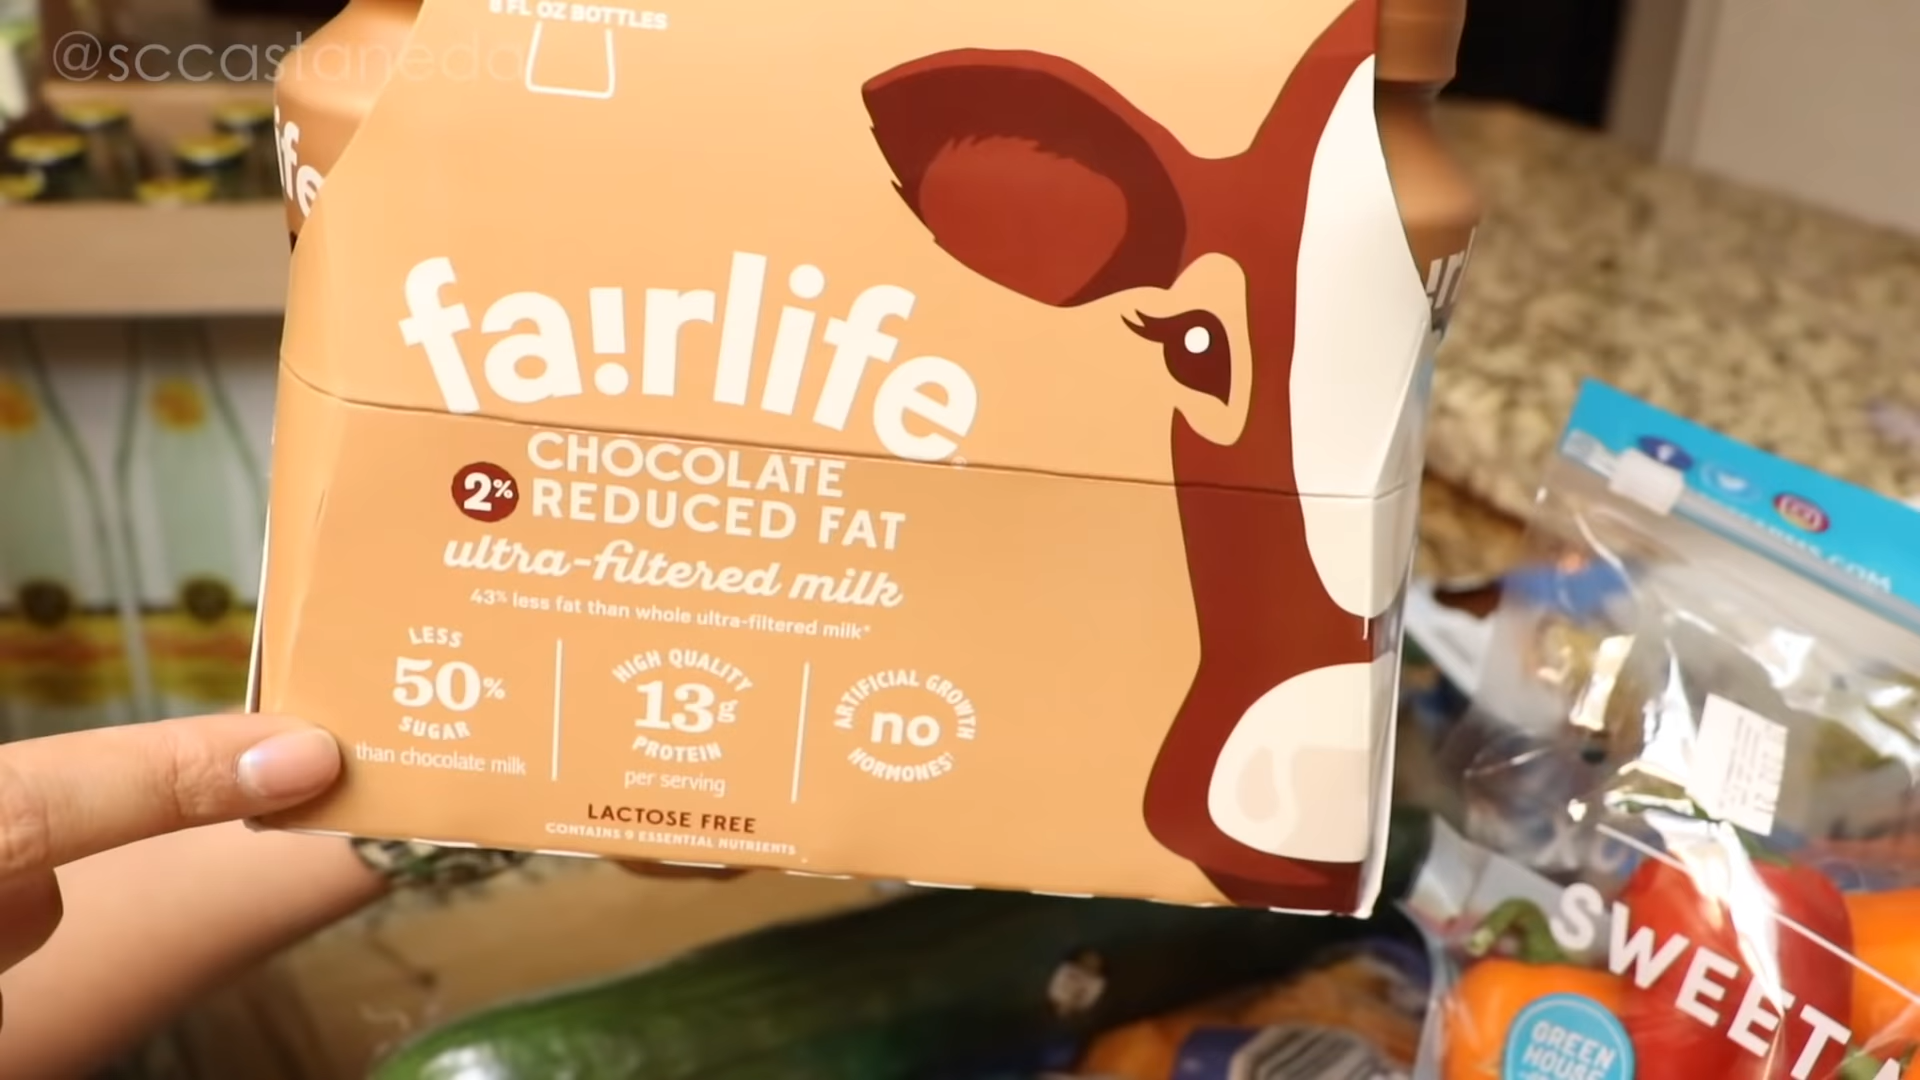 8 FL OZ BOTTLES
@sccastaneda
fe
fa!rlife
!r
CHOCOLATE
2% REDUCED FAT
ultra-filtered milk
43% less fat than whole ultra-filtered milk*
LESS
50%
SUGAR
than chocolate milk
HIGH QUALITY
13g
PROTEIN
per serving
ARTIFICIAL GROWTH
no
HORMONES†
LACTOSE FREE
CONTAINS 9 ESSENTIAL NUTRIENTS
SWEET
GREEN
HOUSE